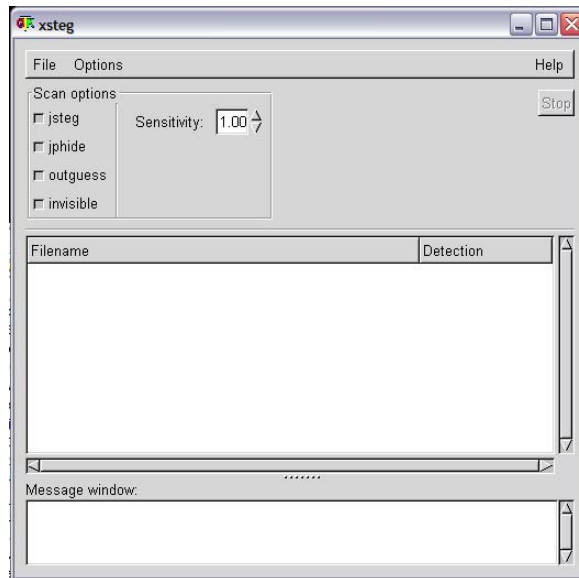 xsteg
File Options Help
Scan options
jsteg
Sensitivity: 1.00
jphide
outguess
invisible
Stop
Filename Detection
Message window: